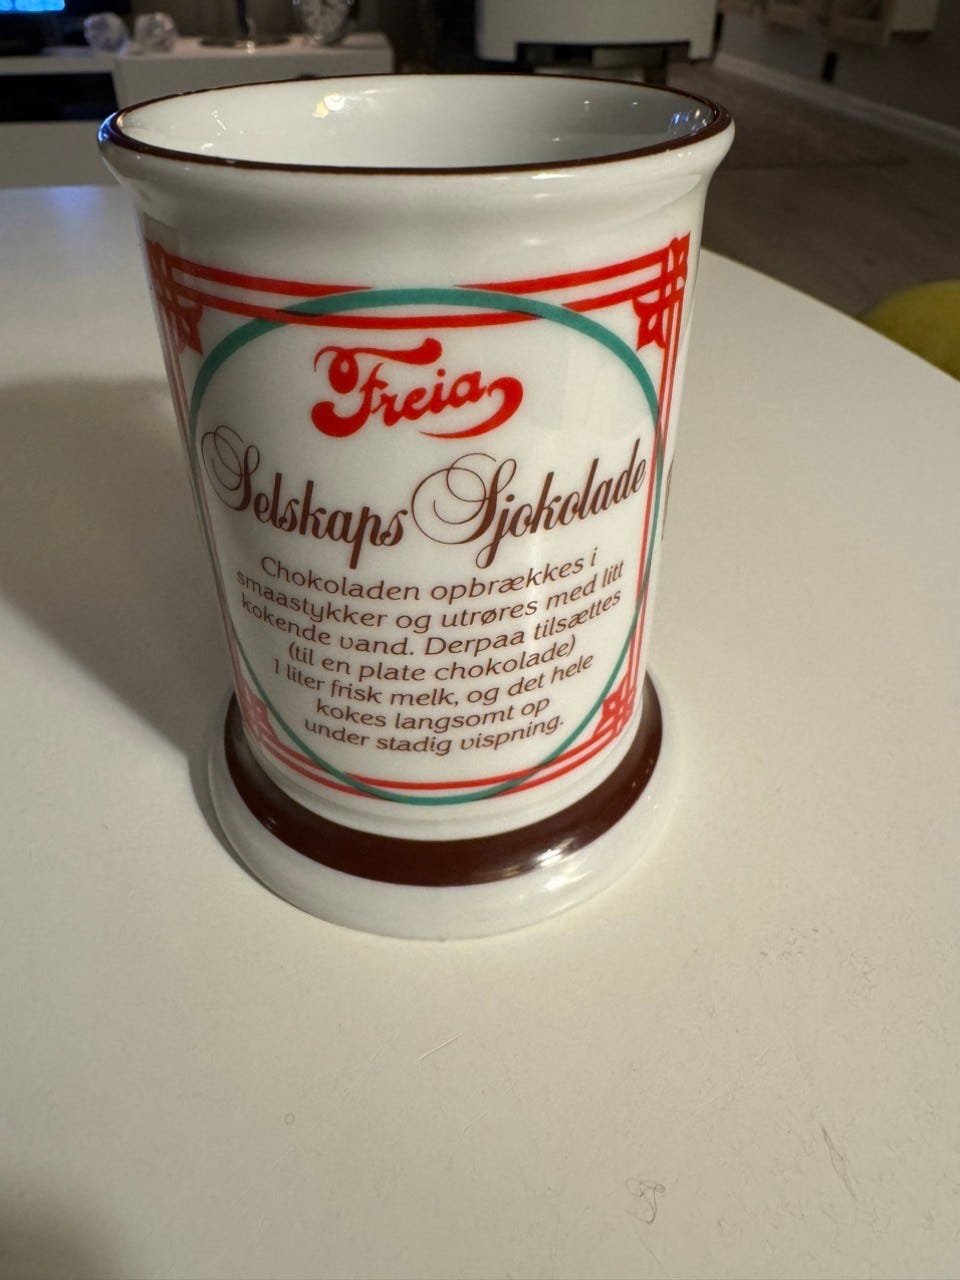 Freia
Selskaps Sjokolade
Chokoladen opbrækkes i
smaastykker og utrøres med litt
kokende vand. Derpaa tilsættes
(til en plate chokolade)
1 liter frisk melk, og det hele
kokes langsomt op
under stadig vispning.